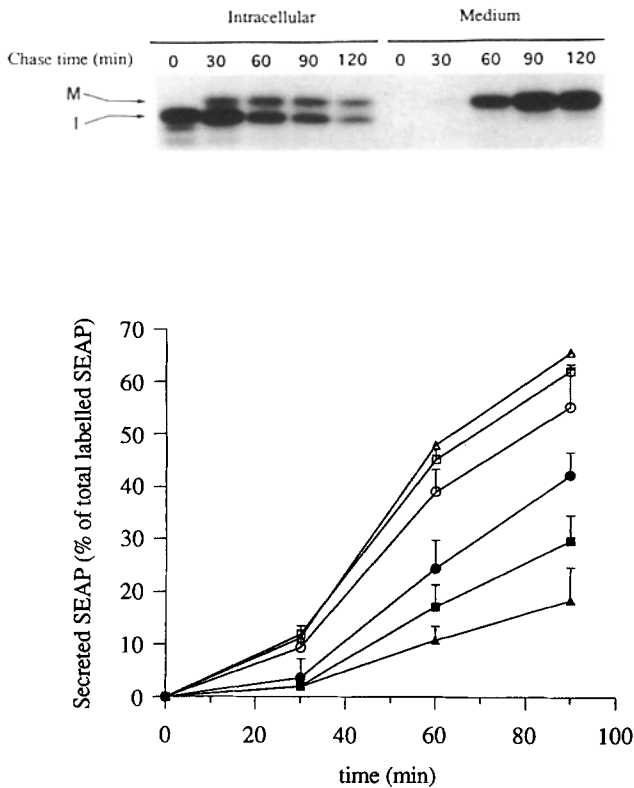 Intracellular Medium
Chase time (min) 0 30 60 90 120 0 30 60 90 120
M
I
70
60
50
40
30
20
10
0
Secreted SEAP (% of total labelled SEAP)
0 20 40 60 80 100
time (min)